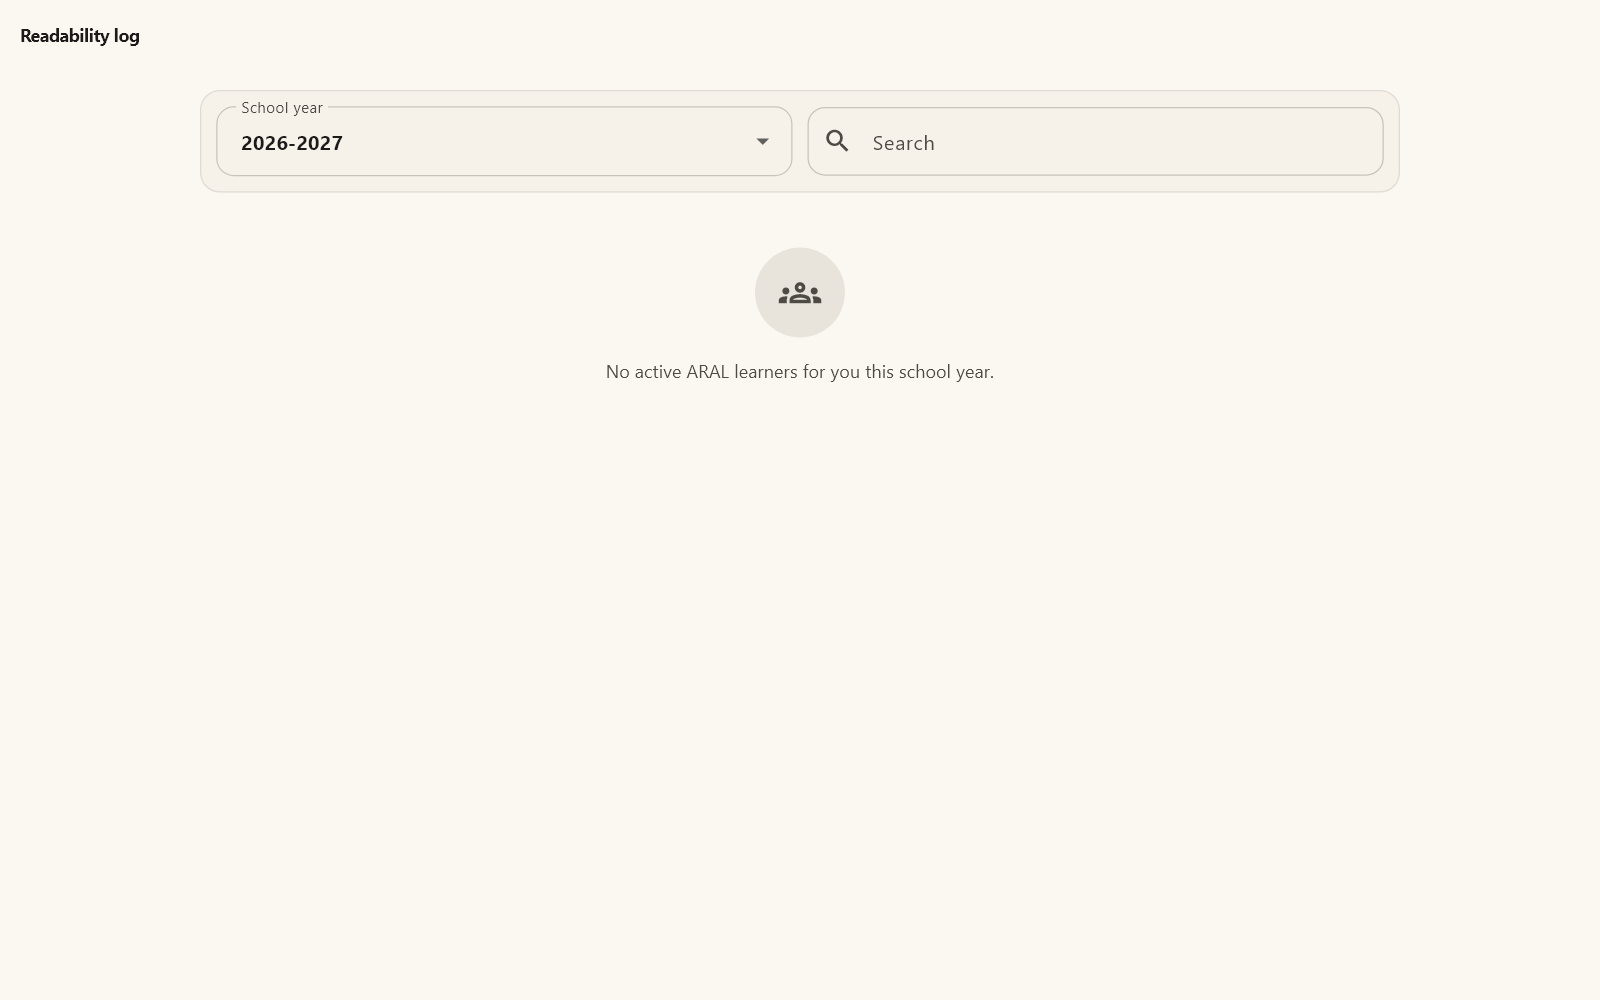 Readability log
School year
2026-2027
Search
No active ARAL learners for you this school year.